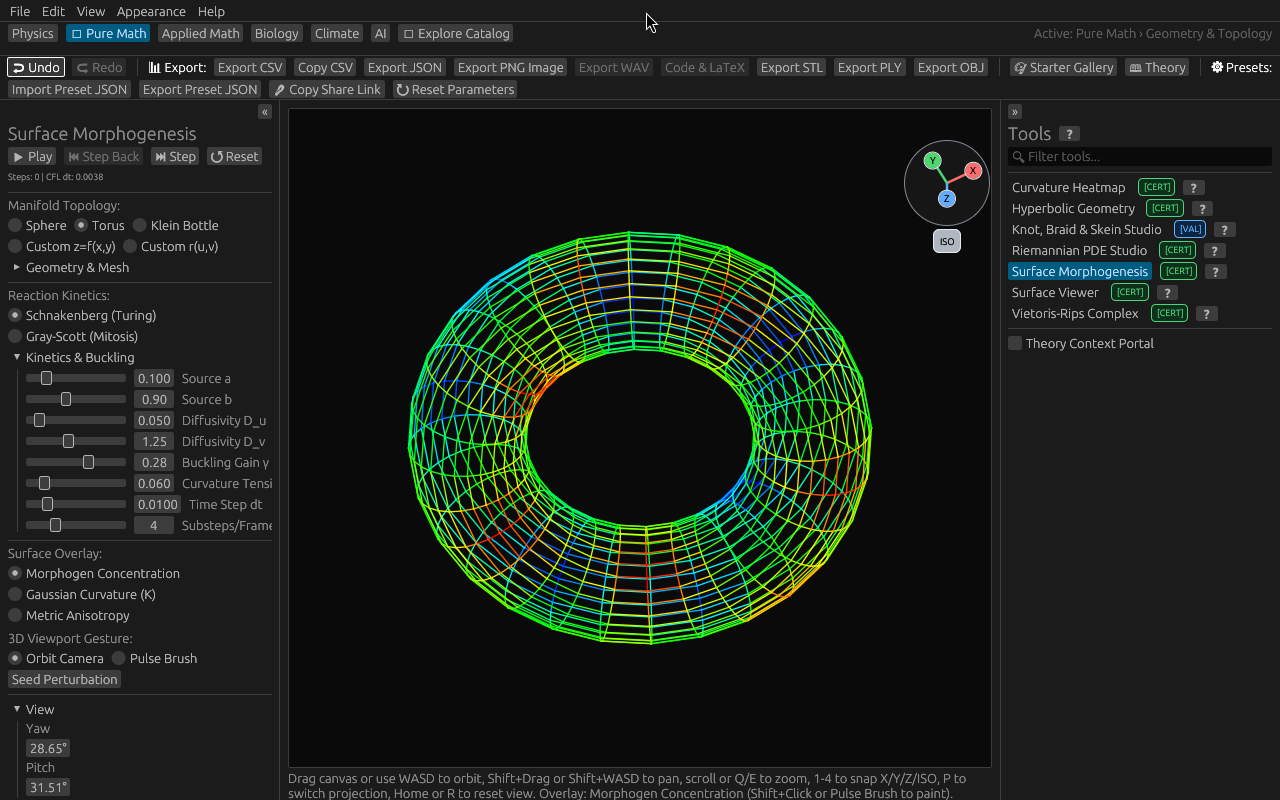 File Edit View Appearance Help
Physics Pure Math Applied Math Biology Climate AI Explore Catalog Active: Pure Math › Geometry & Topology
Undo Redo Export: Export CSV Copy CSV Export JSON Export PNG Image Export WAV Code & LaTeX Export STL Export PLY Export OBJ Starter Gallery Theory Presets:
Import Preset JSON Export Preset JSON Copy Share Link Reset Parameters
«
Surface Morphogenesis
Play Step Back Step Reset
Steps: 0 | CFL dt: 0.0038
Manifold Topology:
Sphere Torus Klein Bottle
Custom z=f(x,y) Custom r(u,v)
Geometry & Mesh
Reaction Kinetics:
Schnakenberg (Turing)
Gray-Scott (Mitosis)
Kinetics & Buckling
0.100 Source a
0.90 Source b
0.050 Diffusivity D_u
1.25 Diffusivity D_v
0.28 Buckling Gain γ
0.060 Curvature Tensi
0.0100 Time Step dt
4 Substeps/Frame
Surface Overlay:
Morphogen Concentration
Gaussian Curvature (K)
Metric Anisotropy
3D Viewport Gesture:
Orbit Camera Pulse Brush
Seed Perturbation
View
Yaw
28.65°
Pitch
31.51°
Y
X
Z
ISO
Drag canvas or use WASD to orbit, Shift+Drag or Shift+WASD to pan, scroll or Q/E to zoom, 1-4 to snap X/Y/Z/ISO, P to
switch projection, Home or R to reset view. Overlay: Morphogen Concentration (Shift+Click or Pulse Brush to paint).
»
Tools ?
Filter tools...
Curvature Heatmap [CERT] ?
Hyperbolic Geometry [CERT] ?
Knot, Braid & Skein Studio [VAL] ?
Riemannian PDE Studio [CERT] ?
Surface Morphogenesis [CERT] ?
Surface Viewer [CERT] ?
Vietoris-Rips Complex [CERT] ?
Theory Context Portal